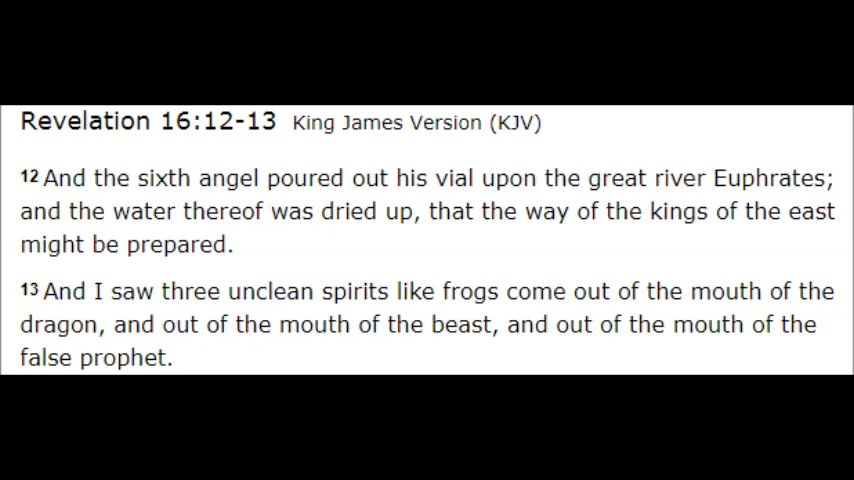 Revelation 16:12-13 King James Version (KJV)
12 And the sixth angel poured out his vial upon the great river Euphrates;
and the water thereof was dried up, that the way of the kings of the east
might be prepared.
13 And I saw three unclean spirits like frogs come out of the mouth of the
dragon, and out of the mouth of the beast, and out of the mouth of the
false prophet.